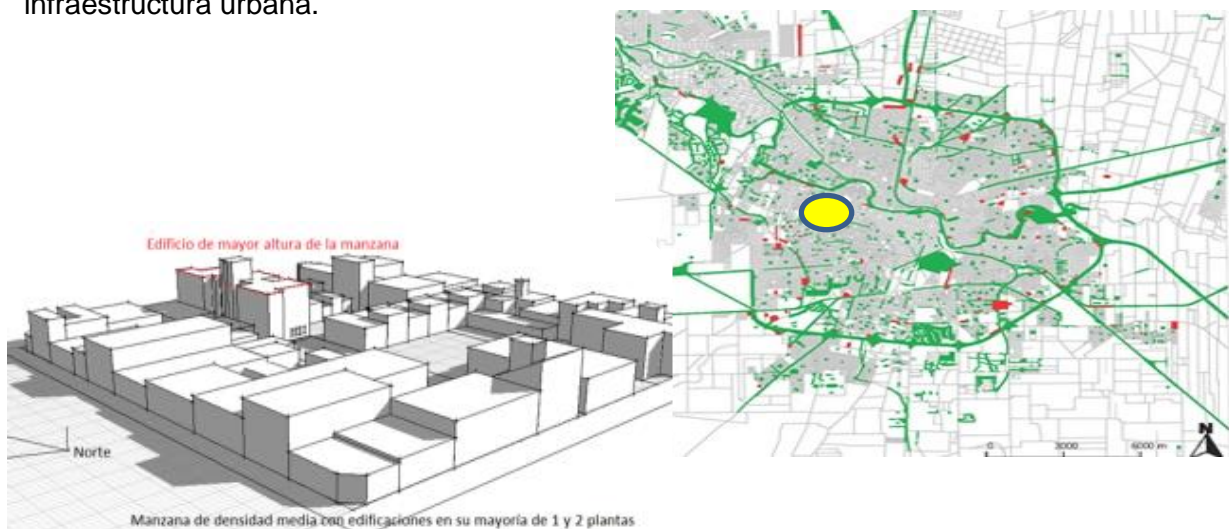 infraestructura urbana.
Edificio de mayor altura de la manzana
Norte
Manzana de densidad media con edificaciones en su mayoría de 1 y 2 plantas
N
0 3000 6000 m